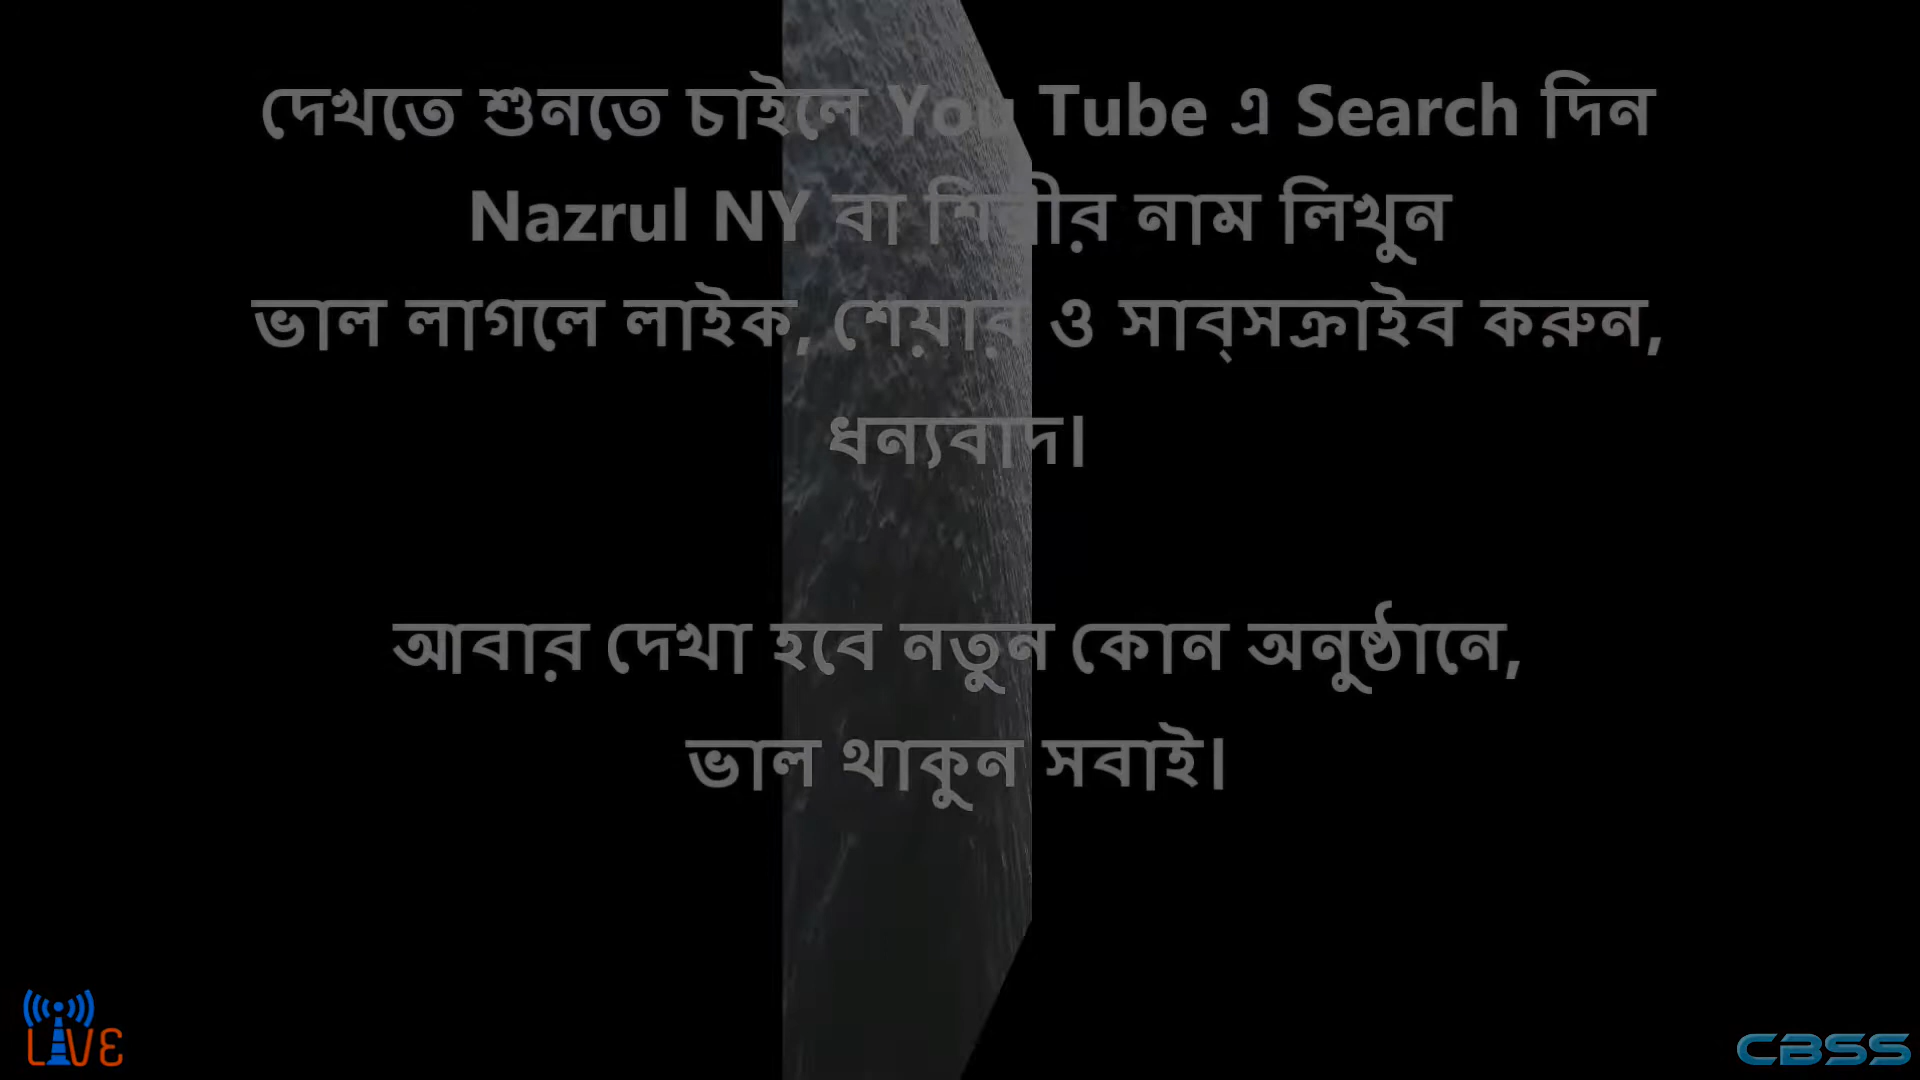 দেখতে শুনতে চাইলে You Tube এ Search দিন
Nazrul NY বা শিল্পীর নাম লিখুন
ভাল লাগলে লাইক, শেয়ার ও সাব্সক্রাইব করুন,
ধন্যবাদ।
আবার দেখা হবে নতুন কোন অনুষ্ঠানে,
ভাল থাকুন সবাই।
LIVE
CBSS